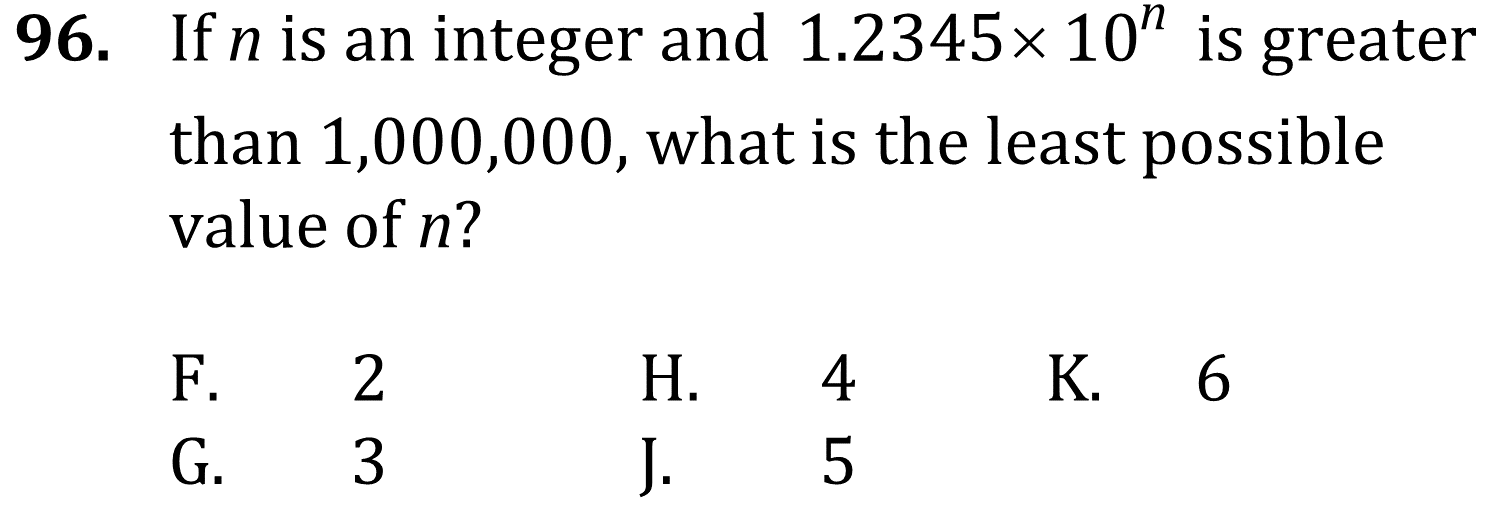 96. If n is an integer and 1.2345× 10ⁿ is greater
than 1,000,000, what is the least possible
value of n?
F. 2 H. 4 K. 6
G. 3 J. 5